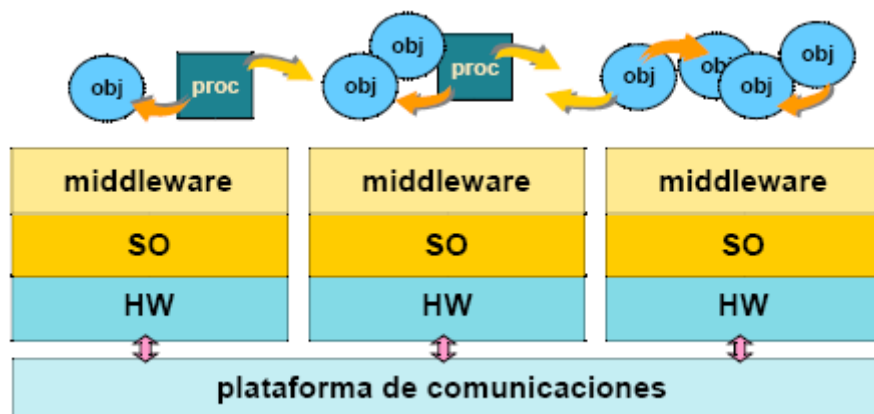 obj proc obj obj proc obj obj obj obj
middleware middleware middleware
SO SO SO
HW HW HW
plataforma de comunicaciones